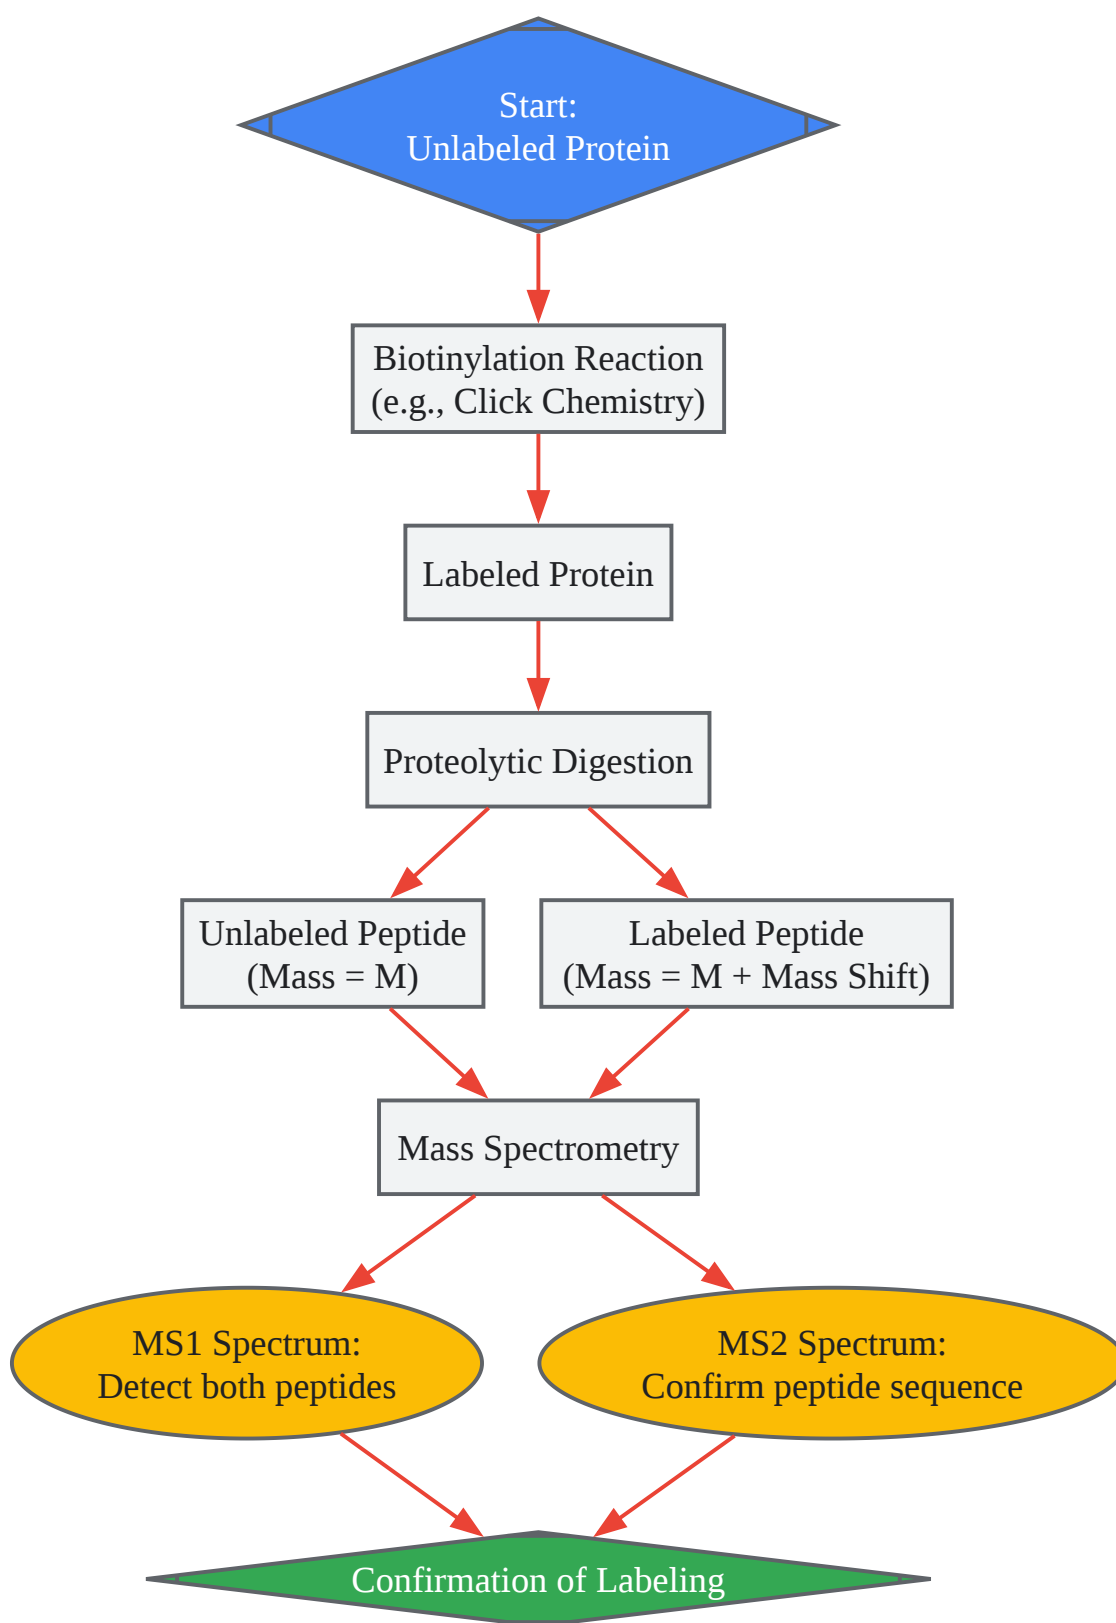 Start:
Unlabeled Protein
Biotinylation Reaction
(e.g., Click Chemistry)
Labeled Protein
Proteolytic Digestion
Unlabeled Peptide
(Mass = M)
Labeled Peptide
(Mass = M + Mass Shift)
Mass Spectrometry
MS1 Spectrum:
Detect both peptides
MS2 Spectrum:
Confirm peptide sequence
Confirmation of Labeling